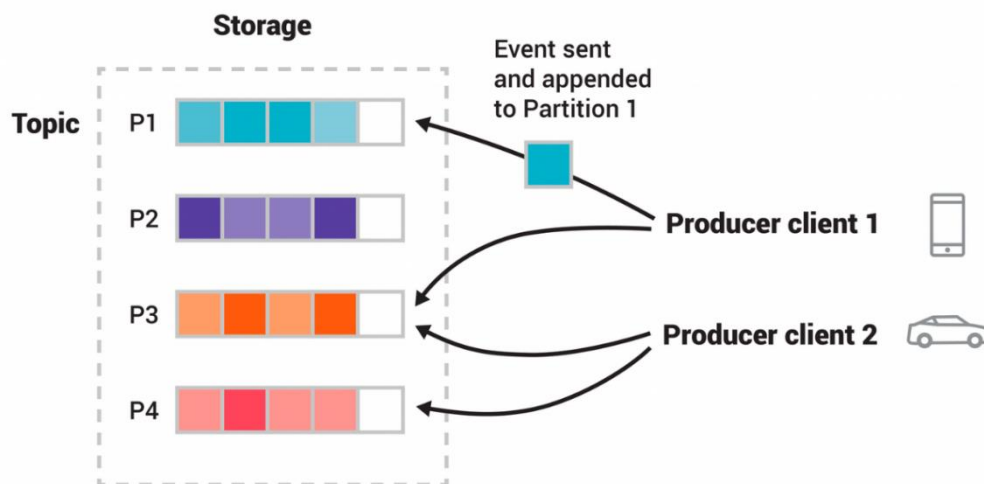 Storage
Event sent
and appended
to Partition 1
Topic
P1
P2
Producer client 1
P3
Producer client 2
P4